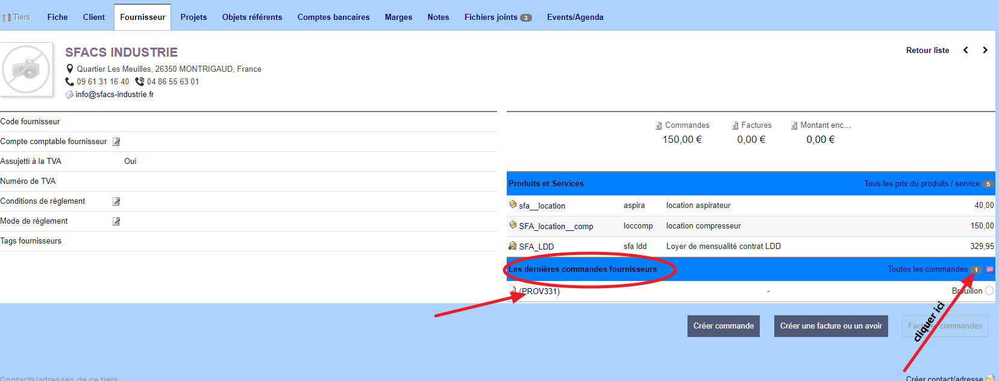 Tiers Fiche Client Fournisseur Projets Objets référents Comptes bancaires Marges Notes Fichiers joints 3 Events/Agenda
SFACS INDUSTRIE
Retour liste
Quartier Les Meuilles, 26350 MONTRIGAUD, France
09 61 31 16 40 04 86 55 63 01
info@sfacs-industrie.fr
Code fournisseur
Compte comptable fournisseur
Assujetti à la TVA Oui
Numéro de TVA
Conditions de règlement
Mode de règlement
Tags fournisseurs
Commandes Factures Montant enc...
150,00 € 0,00 € 0,00 €
Produits et Services Tous les prix du produits / service 5
sfa__location aspira location aspirateur 40,00
SFA_location__comp loccomp location compresseur 150,00
SFA_LDD sfa ldd Loyer de mensualité contrat LDD 329,95
Les dernières commandes fournisseurs Toutes les commandes 1
(PROV331) - Brouillon
cliquer ici
Créer commande Créer une facture ou un avoir Facturer commandes
Contacts/adresses de ce tiers Créer contact/adresse